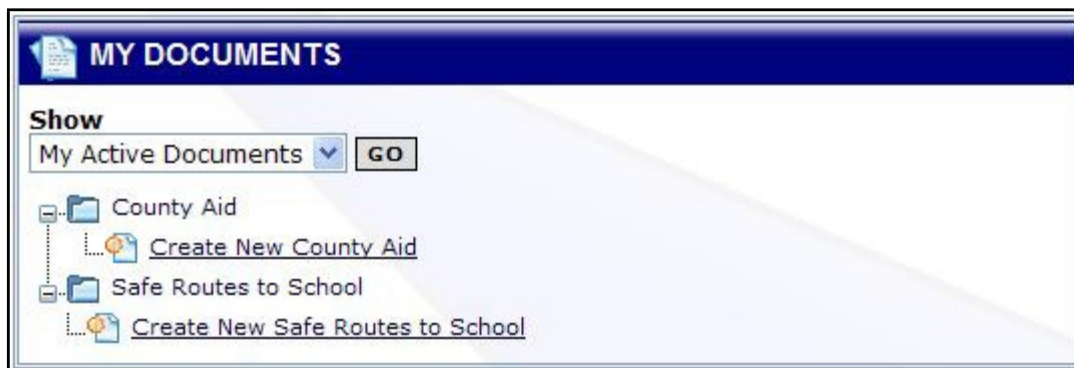 MY DOCUMENTS
Show
My Active Documents GO
County Aid
Create New County Aid
Safe Routes to School
Create New Safe Routes to School